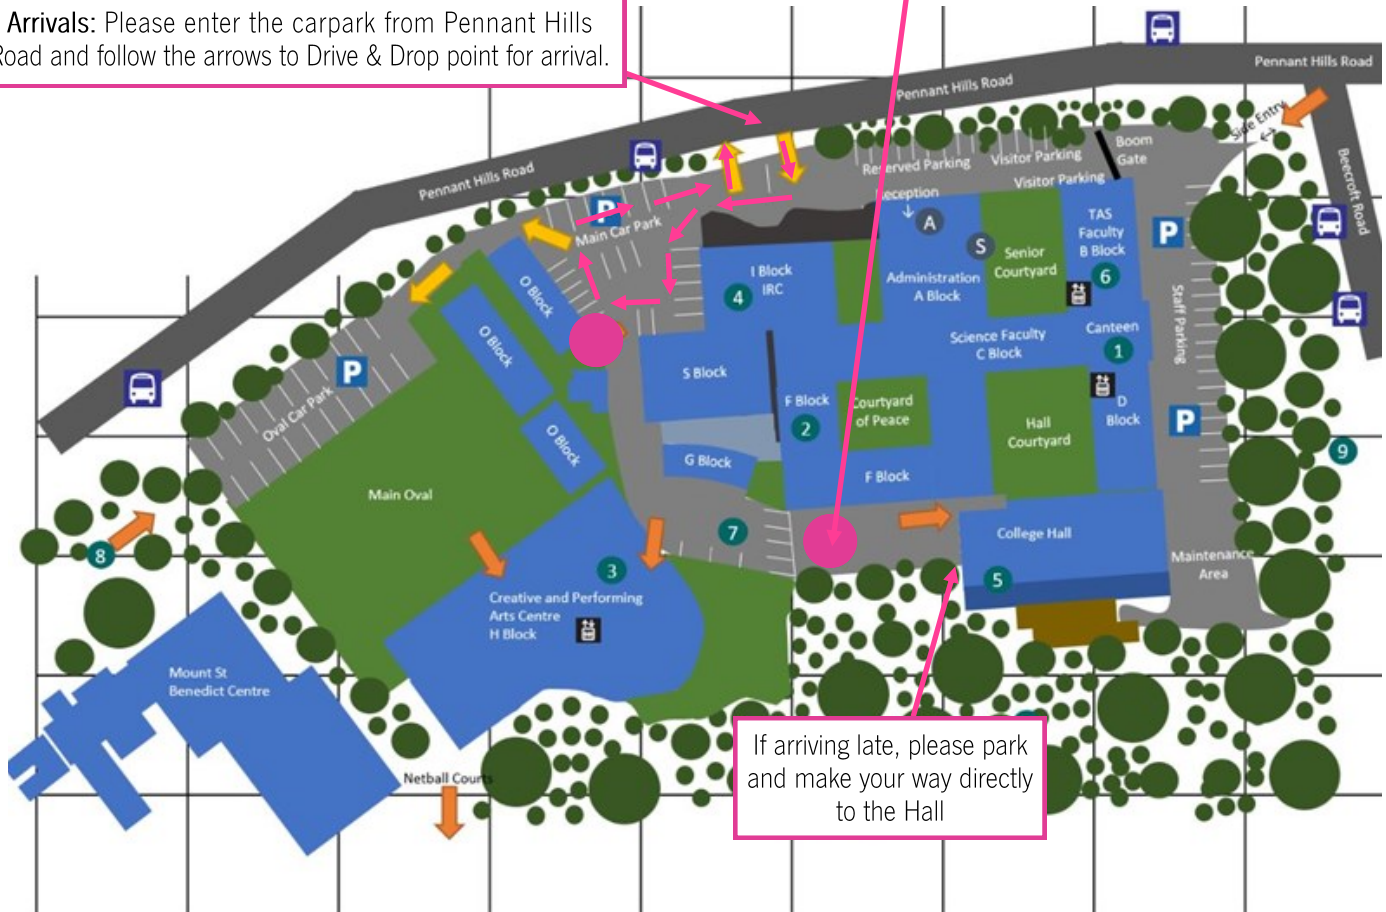 Arrivals: Please enter the carpark from Pennant Hills
Road and follow the arrows to Drive & Drop point for arrival.
Pennant Hills Road
Pennant Hills Road
Pennant Hills Road
Side Entry
Beecroft Road
Boom
Gate
Reserved Parking
Visitor Parking
Visitor Parking
Reception
A
S
P
Main Car Park
TAS
Faculty
B Block
6
P
Senior
Courtyard
I Block
IRC
4
Administration
A Block
O Block
O Block
O Block
Science Faculty
C Block
Canteen
1
Staff Parking
P
Oval Car Park
S Block
F Block
2
Courtyard
of Peace
Hall
Courtyard
D
Block
P
9
G Block
F Block
Main Oval
7
College Hall
5
Maintenance
Area
8
3
Creative and Performing
Arts Centre
H Block
Mount St
Benedict Centre
Netball Courts
If arriving late, please park
and make your way directly
to the Hall